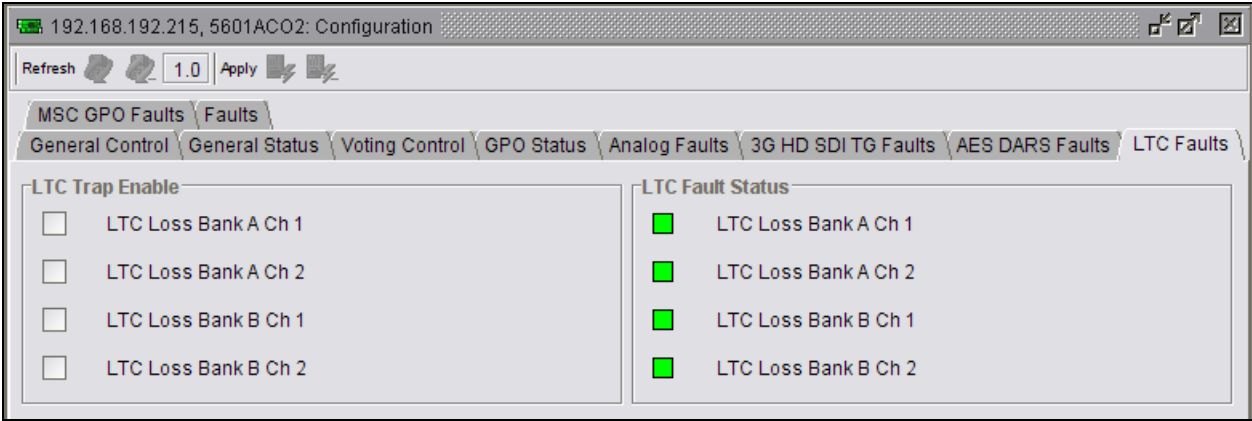 192.168.192.215, 5601ACO2: Configuration
Refresh 1.0 Apply
MSC GPO Faults Faults
General Control General Status Voting Control GPO Status Analog Faults 3G HD SDI TG Faults AES DARS Faults LTC Faults
LTC Trap Enable
LTC Loss Bank A Ch 1
LTC Loss Bank A Ch 2
LTC Loss Bank B Ch 1
LTC Loss Bank B Ch 2
LTC Fault Status
LTC Loss Bank A Ch 1
LTC Loss Bank A Ch 2
LTC Loss Bank B Ch 1
LTC Loss Bank B Ch 2